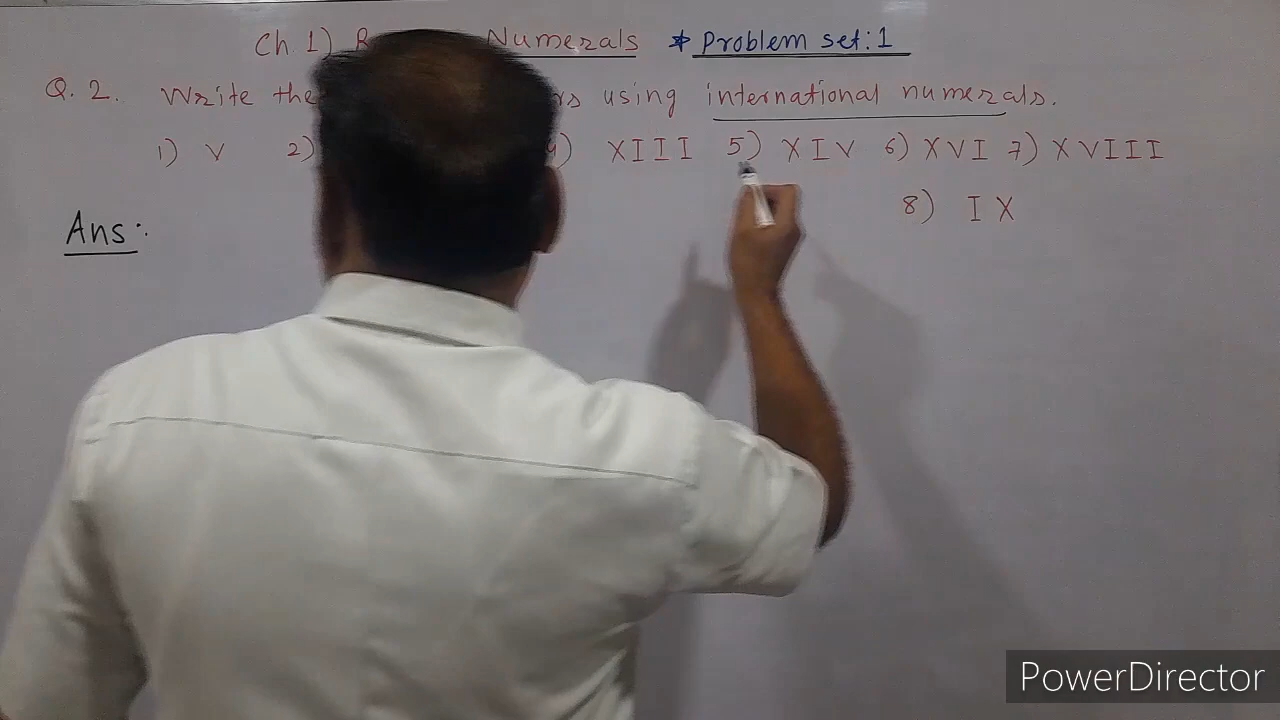 Ch 1) Numerals * Problem set:1
Q. 2. Write the using international numerals.
1) V 2) XIII 5) XIV 6) XVI 7) XVIII
8) IX
Ans:
PowerDirector